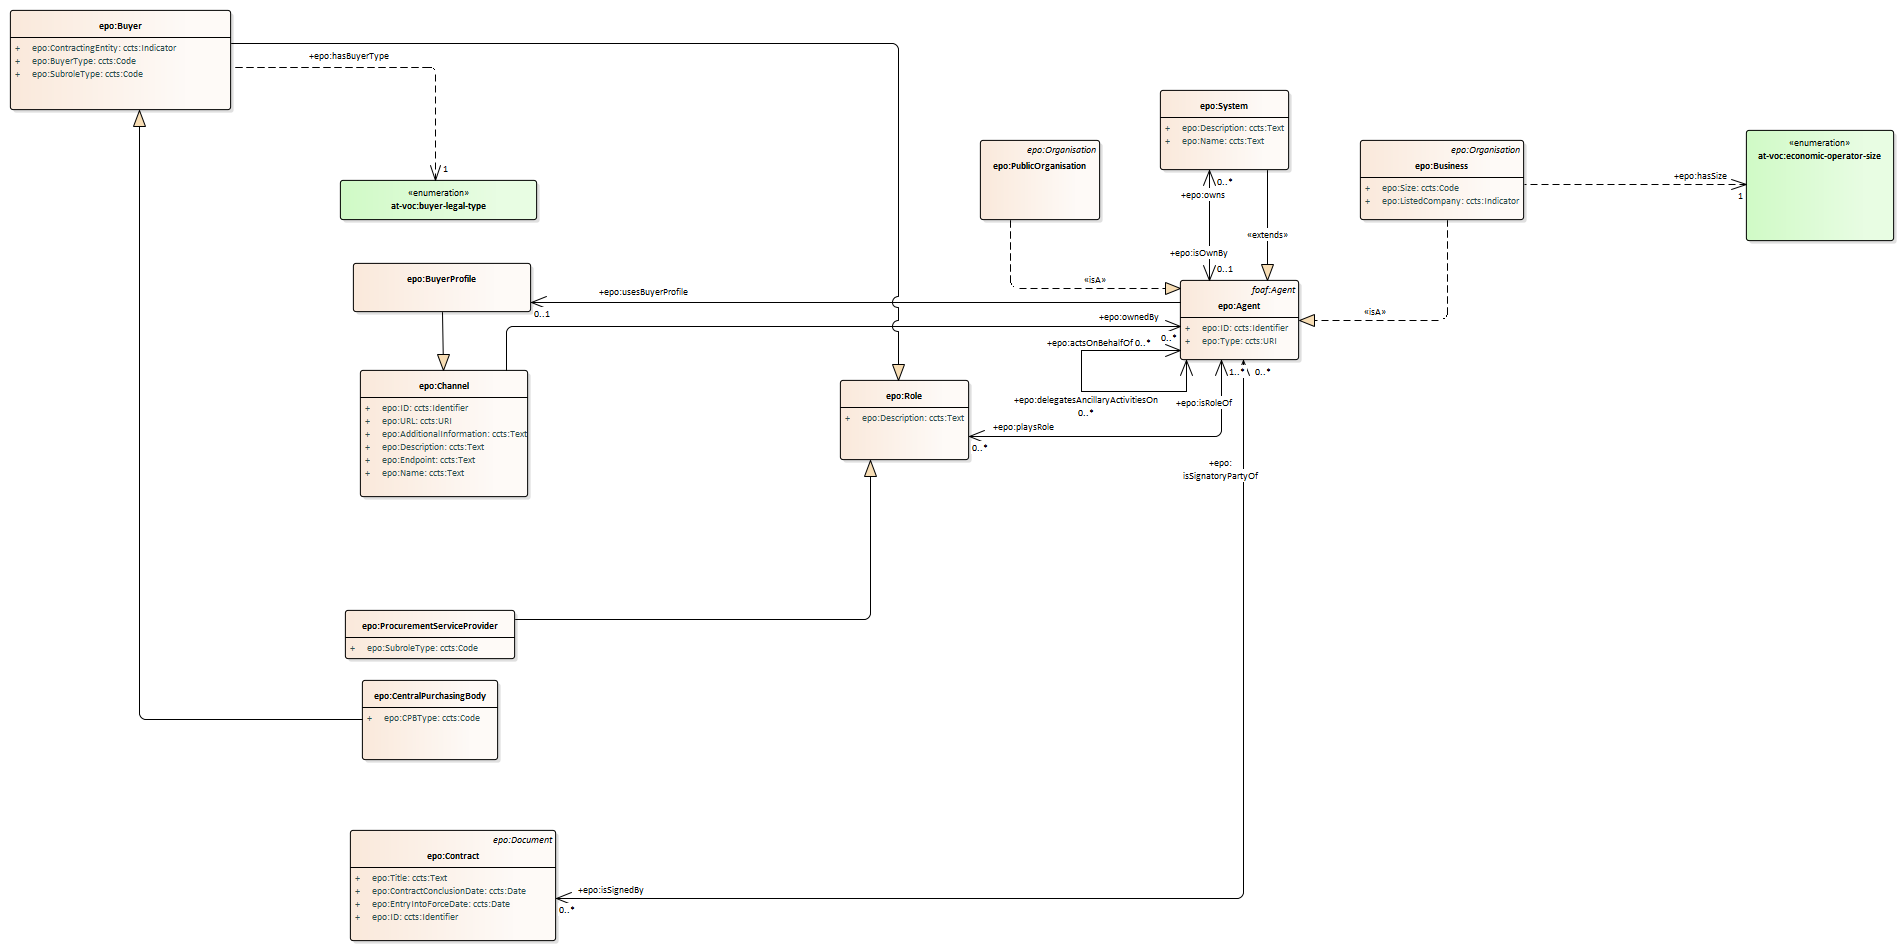 epo:Buyer
+ epo:ContractingEntity: ccts:Indicator
+ epo:BuyerType: ccts:Code
+ epo:SubroleType: ccts:Code
+epo:hasBuyerType
1
«enumeration»
at-voc:buyer-legal-type
epo:System
+ epo:Description: ccts:Text
+ epo:Name: ccts:Text
epo:Organisation
epo:PublicOrganisation
0..*
+epo:owns
+epo:isOwnBy
0..1
«extends»
«isA»
epo:Organisation
epo:Business
+ epo:Size: ccts:Code
+ epo:ListedCompany: ccts:Indicator
+epo:hasSize
1
«enumeration»
at-voc:economic-operator-size
«isA»
foaf:Agent
epo:Agent
+ epo:ID: ccts:Identifier
+ epo:Type: ccts:URI
epo:BuyerProfile
+epo:usesBuyerProfile
0..1
+epo:ownedBy
0..*
+epo:actsOnBehalfOf 0..*
+epo:delegatesAncillaryActivitiesOn
0..*
1..*
0..*
+epo:isRoleOf
+epo:playsRole
0..*
+epo:
isSignatoryPartyOf
epo:Channel
+ epo:ID: ccts:Identifier
+ epo:URL: ccts:URI
+ epo:AdditionalInformation: ccts:Text
+ epo:Description: ccts:Text
+ epo:Endpoint: ccts:Text
+ epo:Name: ccts:Text
epo:Role
+ epo:Description: ccts:Text
epo:ProcurementServiceProvider
+ epo:SubroleType: ccts:Code
epo:CentralPurchasingBody
+ epo:CPBType: ccts:Code
epo:Document
epo:Contract
+ epo:Title: ccts:Text
+ epo:ContractConclusionDate: ccts:Date
+ epo:EntryIntoForceDate: ccts:Date
+ epo:ID: ccts:Identifier
+epo:isSignedBy
0..*